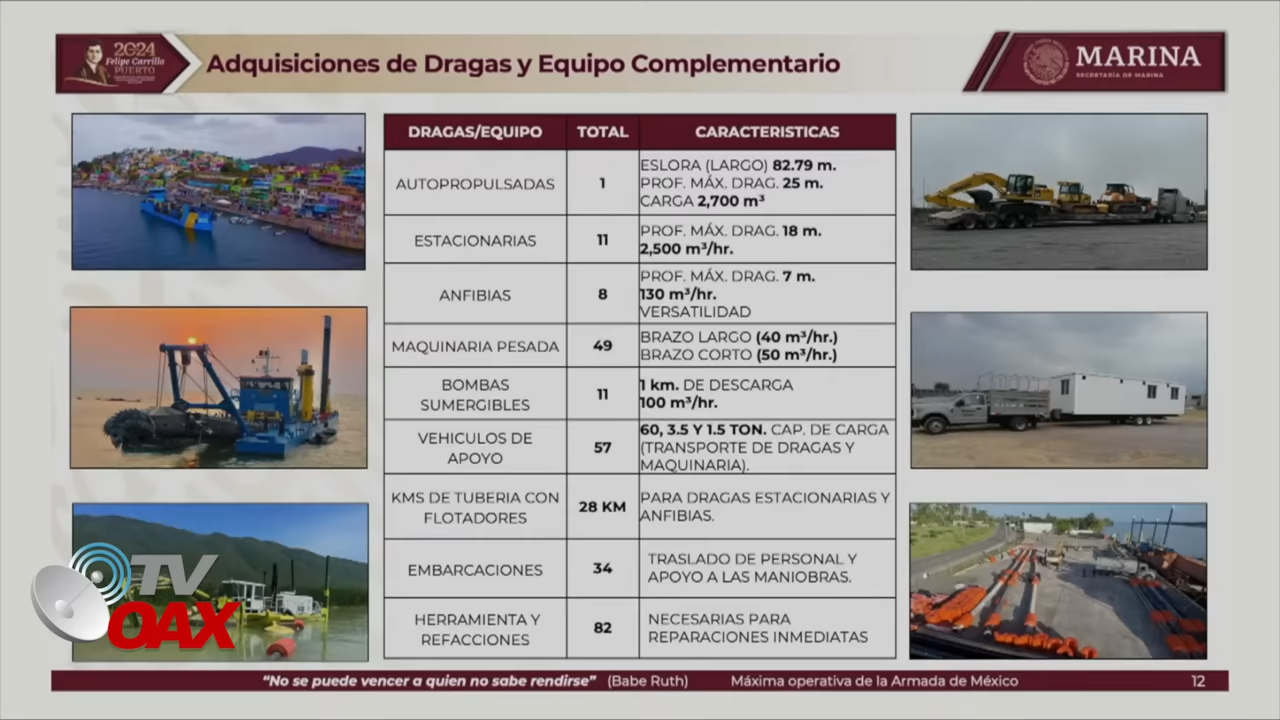 2024
Felipe Carrillo
PUERTO
Adquisiciones de Dragas y Equipo Complementario
MARINA
SECRETARÍA DE MARINA
DRAGAS/EQUIPO TOTAL CARACTERISTICAS
AUTOPROPULSADAS 1 ESLORA (LARGO) 82.79 m.
PROF. MÁX. DRAG. 25 m.
CARGA 2,700 m³
ESTACIONARIAS 11 PROF. MÁX. DRAG. 18 m.
2,500 m³/hr.
ANFIBIAS 8 PROF. MÁX. DRAG. 7 m.
130 m³/hr.
VERSATILIDAD
MAQUINARIA PESADA 49 BRAZO LARGO (40 m³/hr.)
BRAZO CORTO (50 m³/hr.)
BOMBAS
SUMERGIBLES 11 1 km. DE DESCARGA
100 m³/hr.
VEHICULOS DE
APOYO 57 60, 3.5 Y 1.5 TON. CAP. DE CARGA
(TRANSPORTE DE DRAGAS Y
MAQUINARIA).
KMS DE TUBERIA CON
FLOTADORES 28 KM PARA DRAGAS ESTACIONARIAS Y
ANFIBIAS.
EMBARCACIONES 34 TRASLADO DE PERSONAL Y
APOYO A LAS MANIOBRAS.
HERRAMIENTA Y
REFACCIONES 82 NECESARIAS PARA
REPARACIONES INMEDIATAS
TV
OAX
“No se puede vencer a quien no sabe rendirse” (Babe Ruth) Máxima operativa de la Armada de México 12